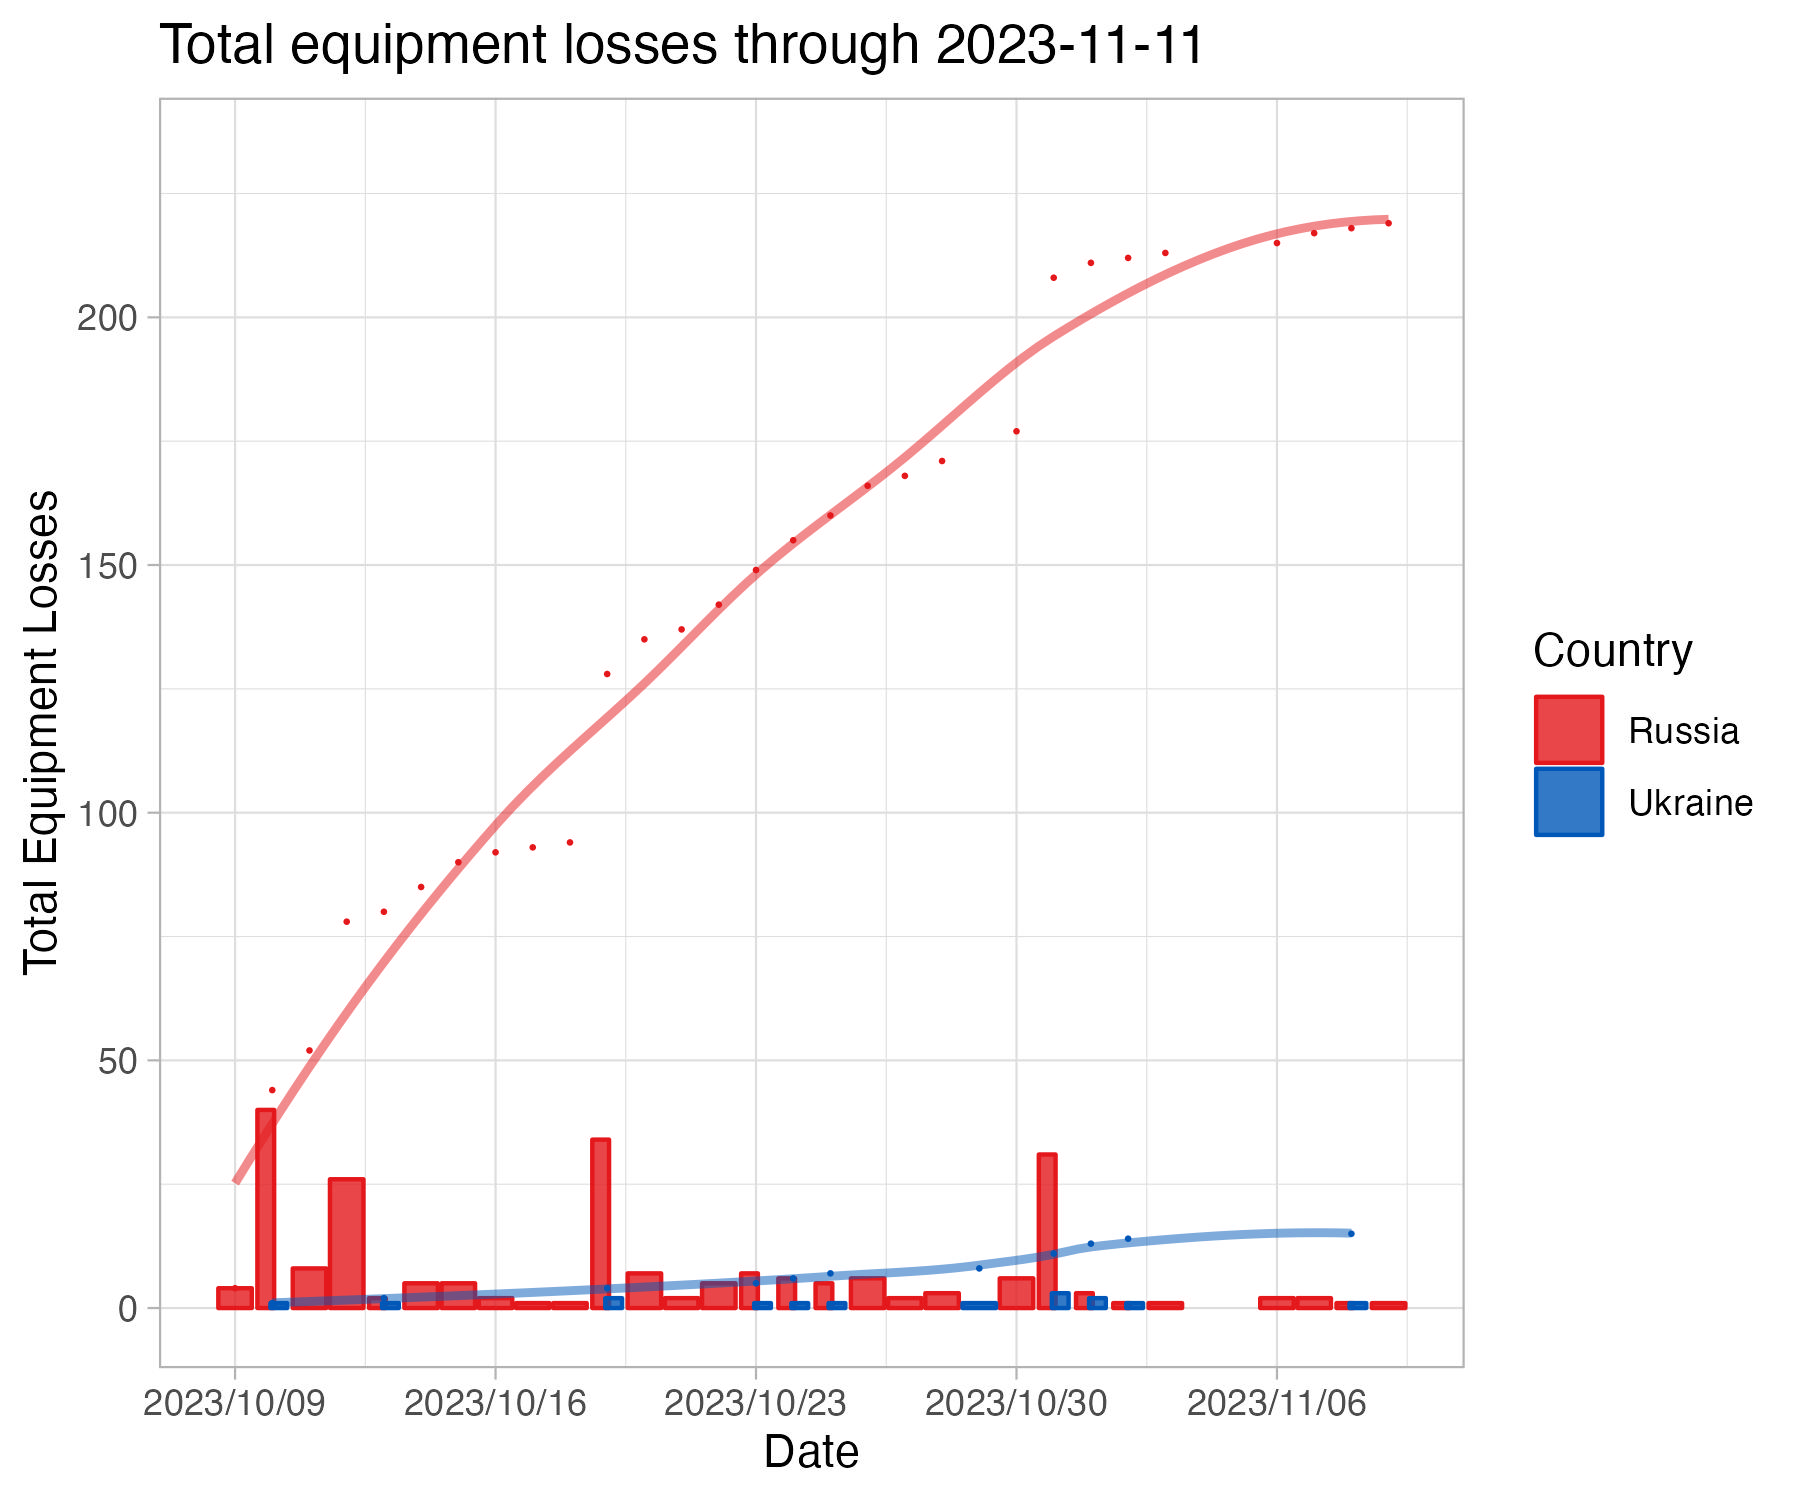 Total equipment losses through 2023-11-11
Total Equipment Losses
200
150
100
50
0
2023/10/09
2023/10/16
2023/10/23
2023/10/30
2023/11/06
Date
Country
Russia
Ukraine